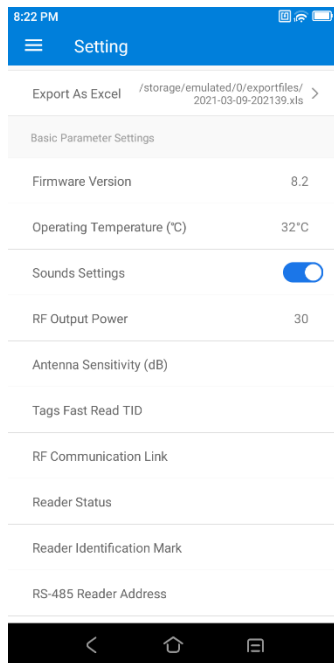 8:22 PM
Setting
Export As Excel /storage/emulated/0/exportfiles/
2021-03-09-202139.xls
Basic Parameter Settings
Firmware Version 8.2
Operating Temperature (℃) 32°C
Sounds Settings
RF Output Power 30
Antenna Sensitivity (dB)
Tags Fast Read TID
RF Communication Link
Reader Status
Reader Identification Mark
RS-485 Reader Address